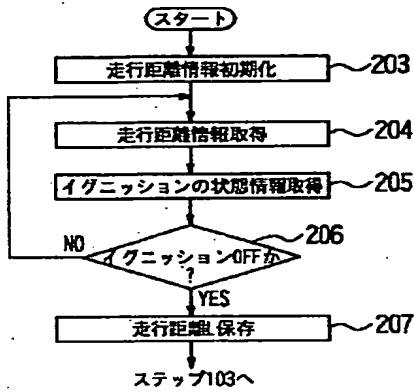 スタート
走行距離情報初期化
203
走行距離情報取得
204
イグニッションの状態情報取得
205
イグニッションOFFか
?
206
NO
YES
走行距離L保存
207
ステップ103へ